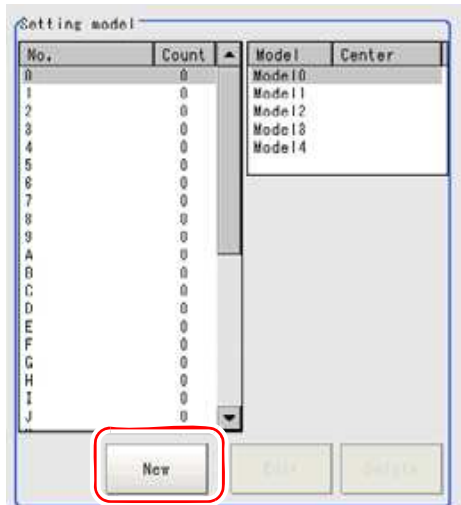 Setting model
No. Count Model Center
0 0 Model0
1 0 Model1
2 0 Model2
3 0 Model3
4 0 Model4
5 0
6 0
7 0
8 0
9 0
A 0
B 0
C 0
D 0
E 0
F 0
G 0
H 0
I 0
J 0
New Edit Delete